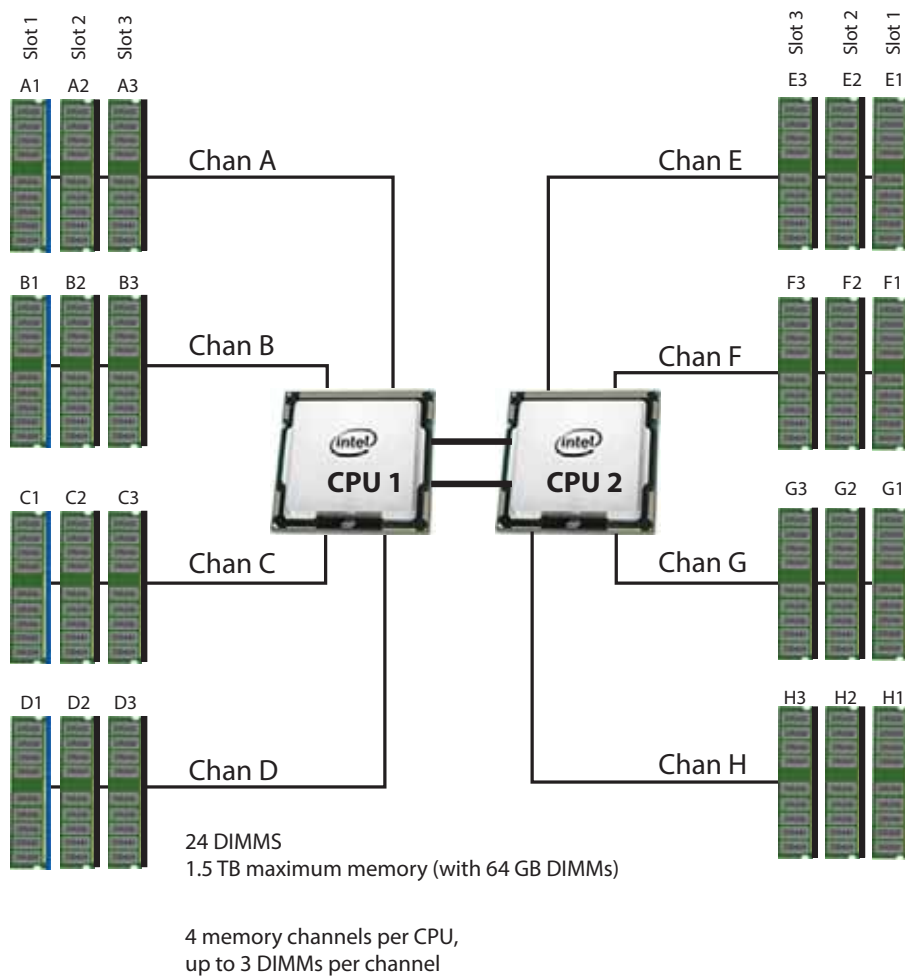 Slot 1 Slot 2 Slot 3
A1 A2 A3
Chan A
B1 B2 B3
Chan B
C1 C2 C3
Chan C
D1 D2 D3
Chan D
Slot 3 Slot 2 Slot 1
E3 E2 E1
Chan E
F3 F2 F1
Chan F
G3 G2 G1
Chan G
H3 H2 H1
Chan H
intel
CPU 1
intel
CPU 2
24 DIMMS
1.5 TB maximum memory (with 64 GB DIMMs)
4 memory channels per CPU,
up to 3 DIMMs per channel